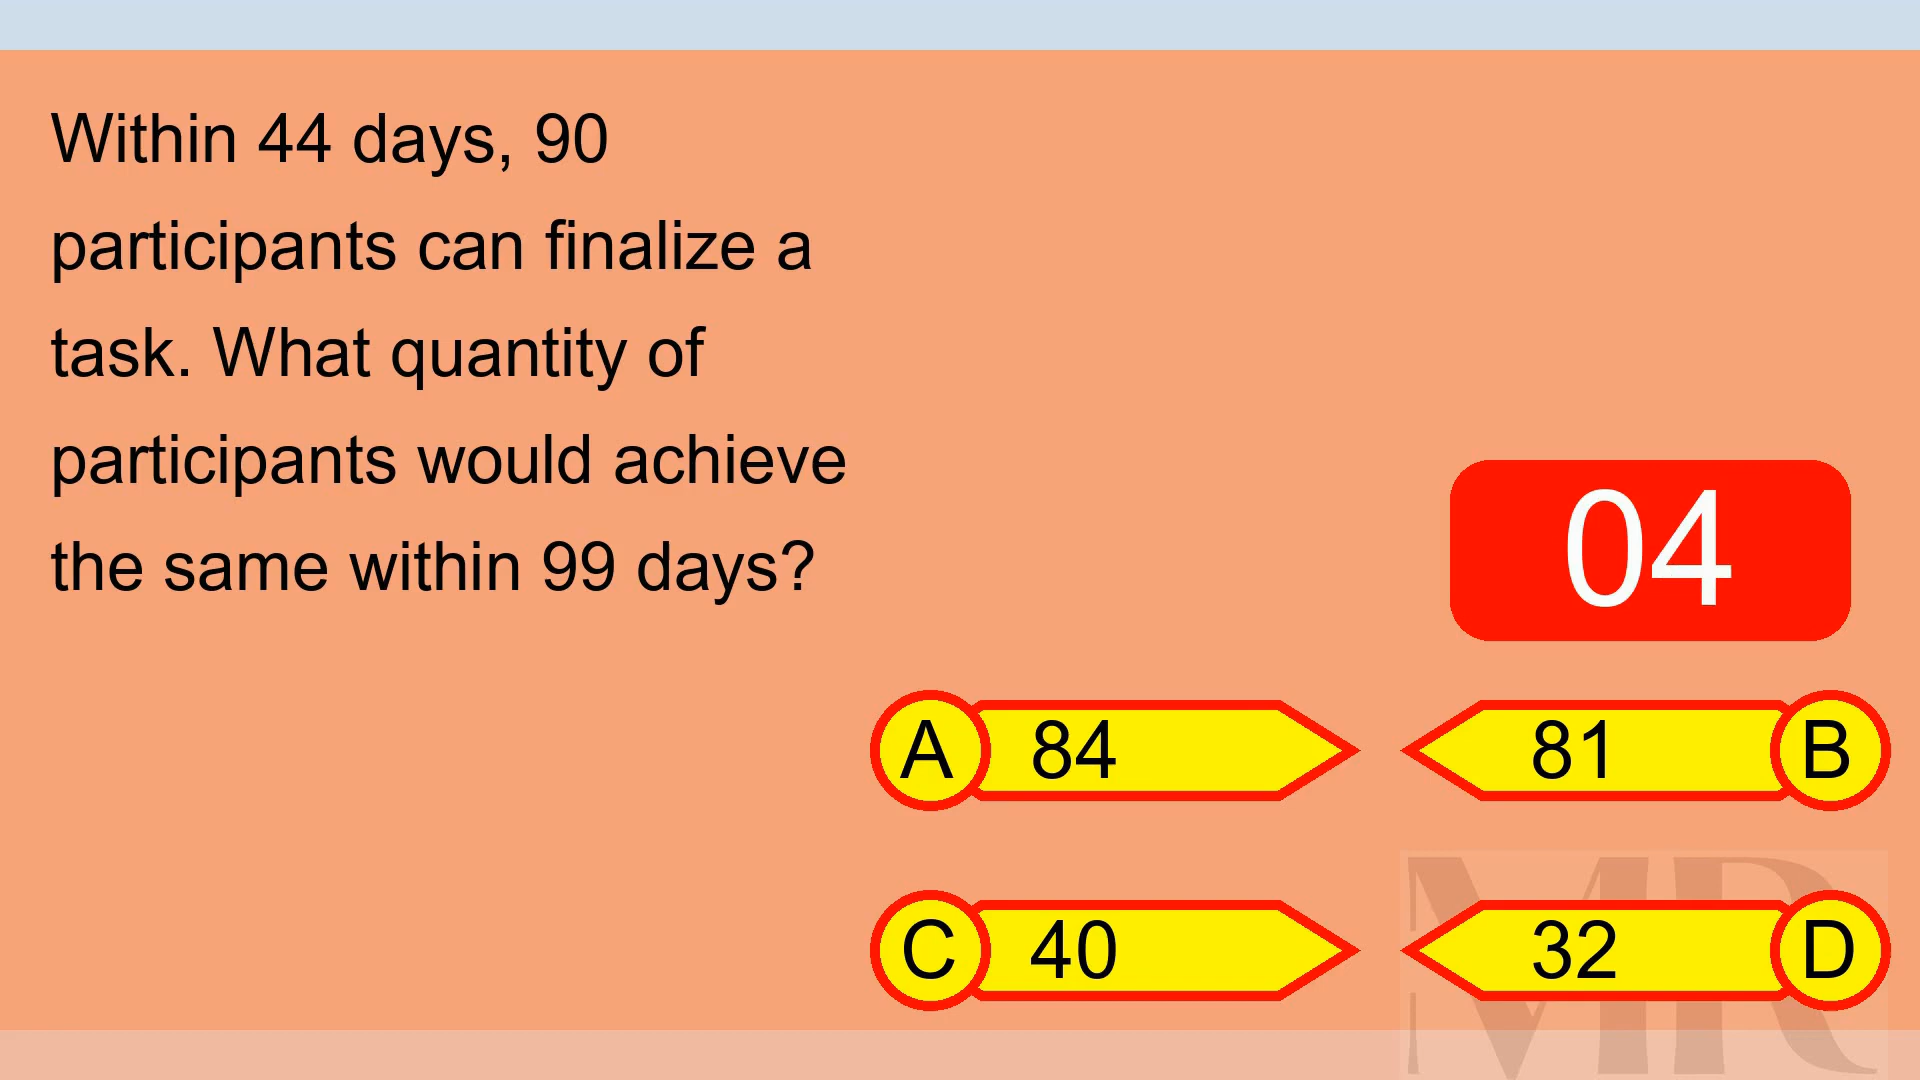 Within 44 days, 90
participants can finalize a
task. What quantity of
participants would achieve
the same within 99 days?
04
A 84
81 B
C 40
32 D
MR